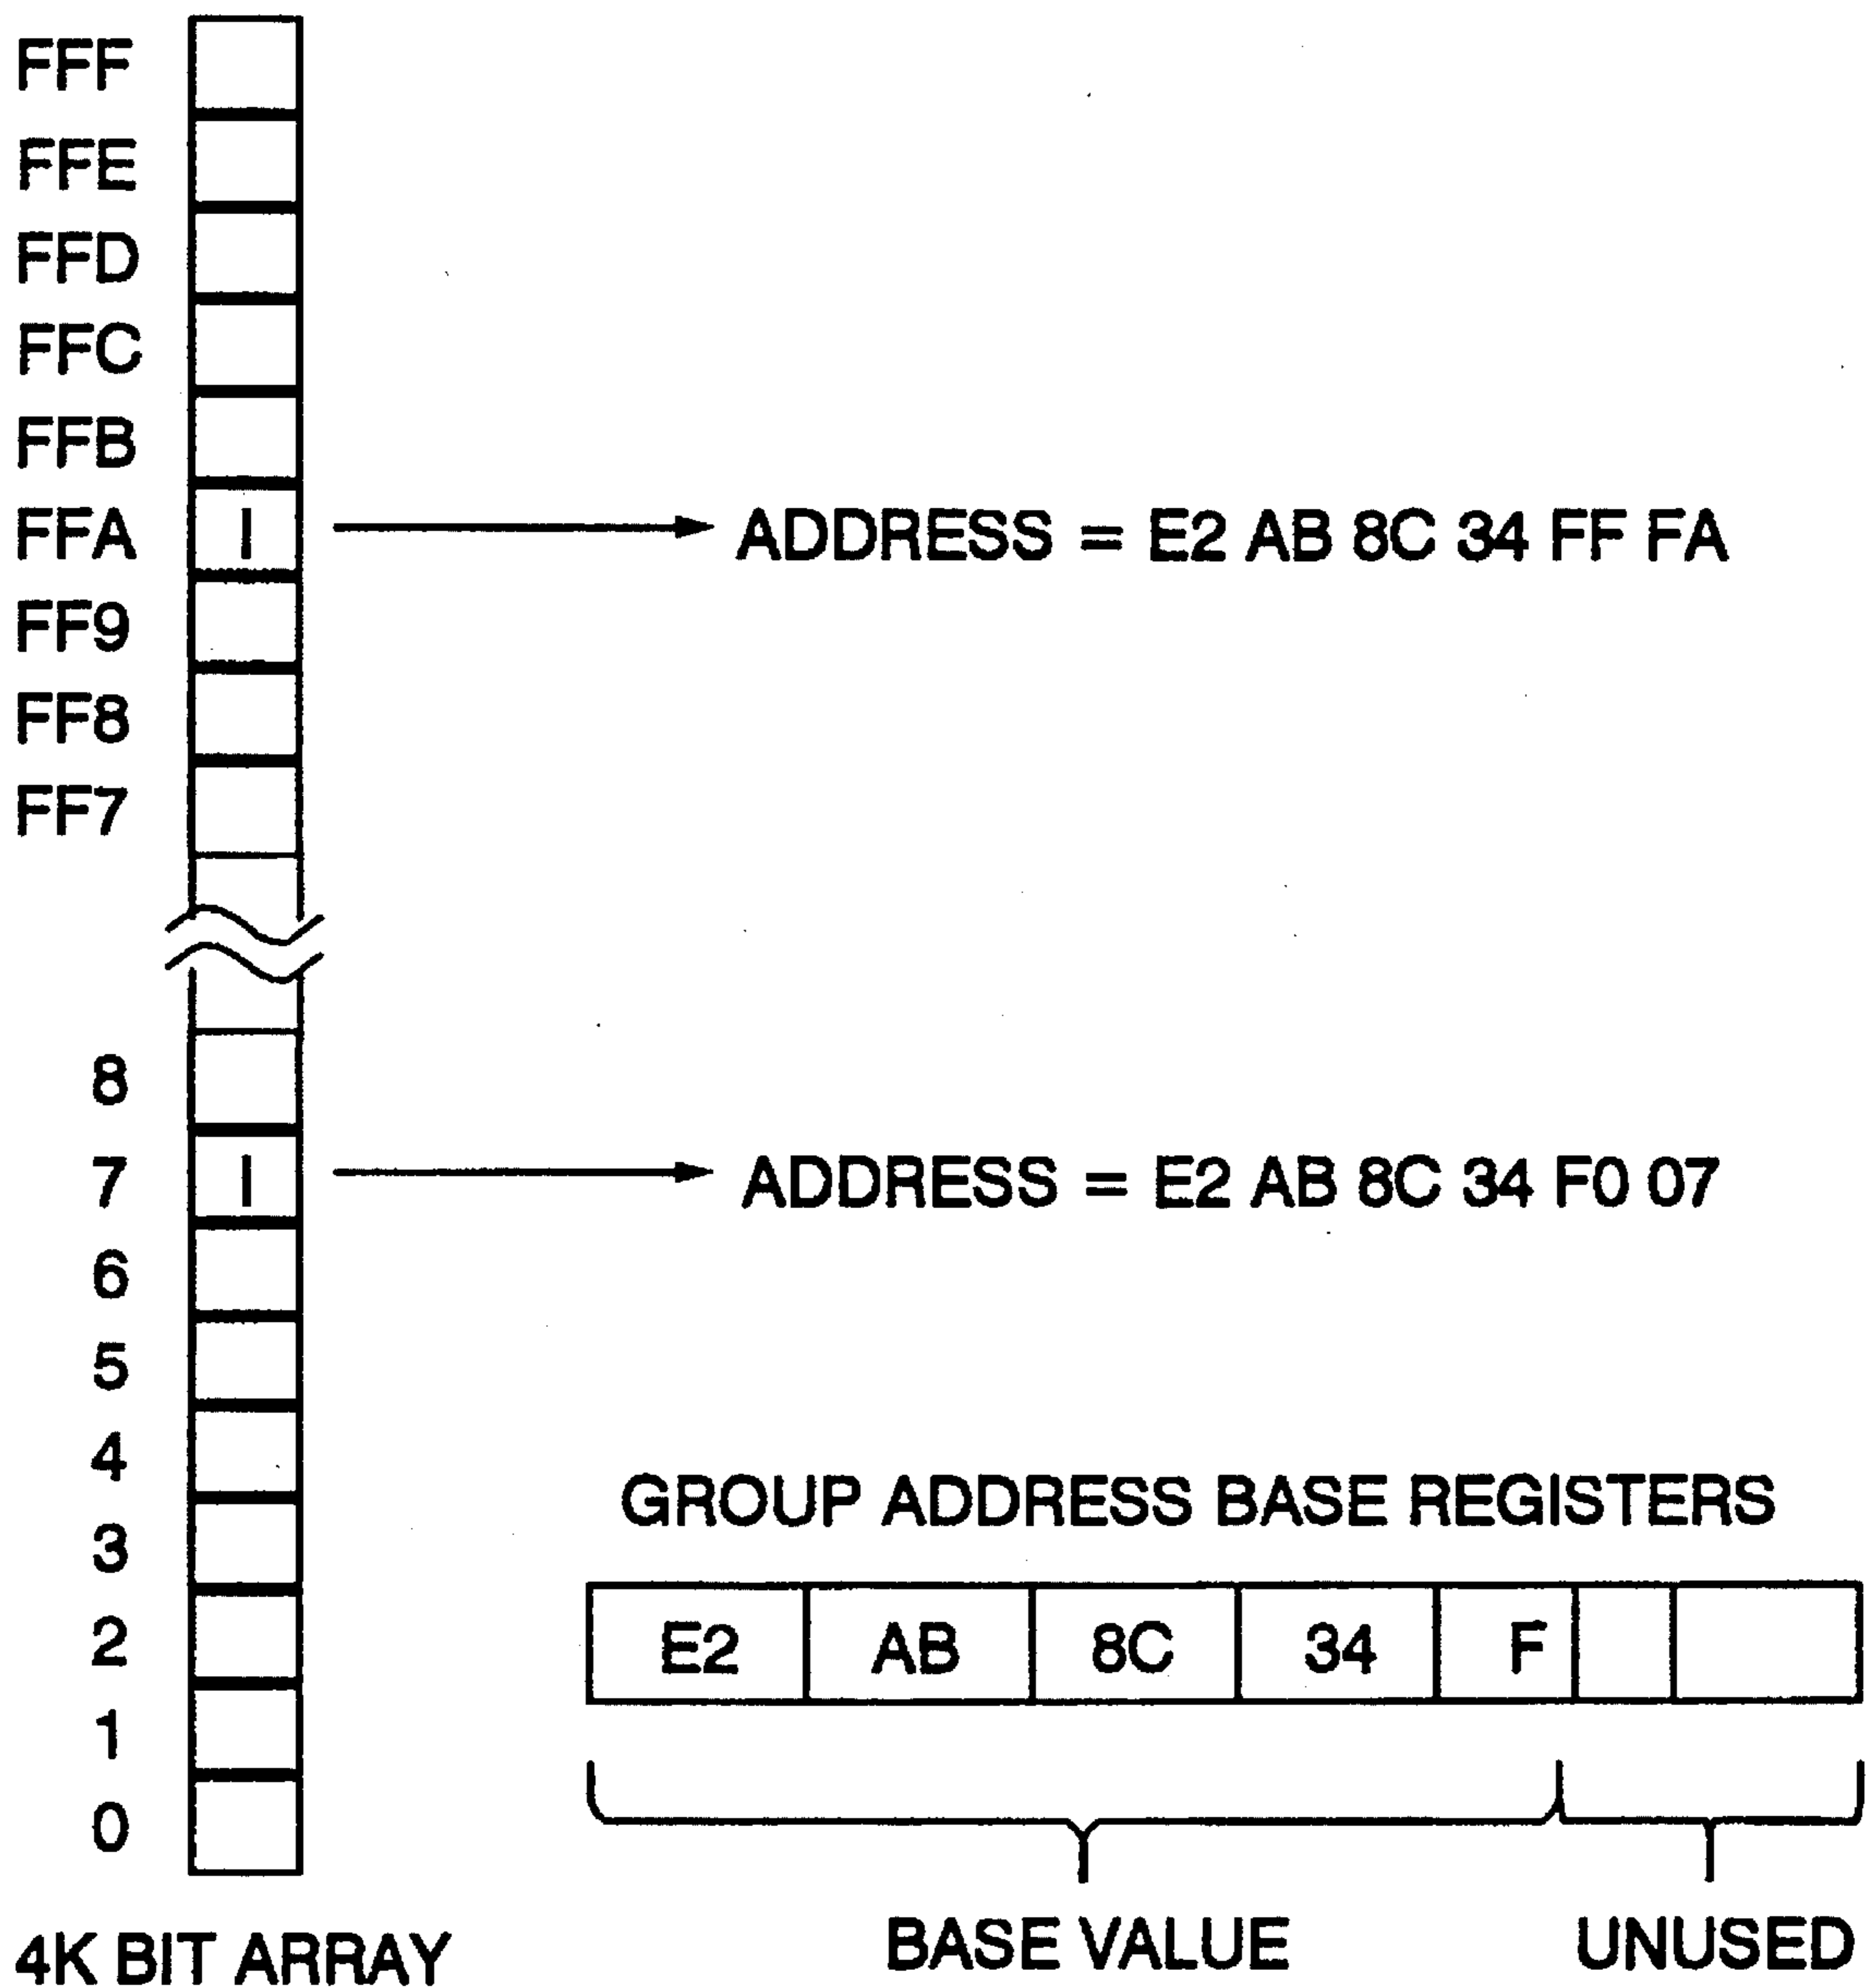 FFF
FFE
FFD
FFC
FFB
FFA 1 ADDRESS = E2 AB 8C 34 FF FA
FF9
FF8
FF7
8
7 1 ADDRESS = E2 AB 8C 34 F0 07
6
5
4
GROUP ADDRESS BASE REGISTERS
3
2 E2 AB 8C 34 F
1
0
4K BIT ARRAY BASE VALUE UNUSED